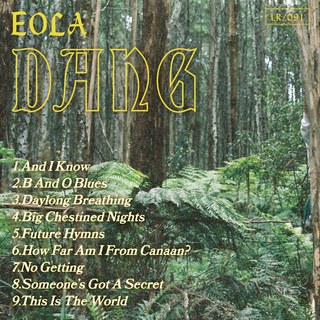 EOLA
LR/091
DANG
1.And I Know
2.B And O Blues
3.Daylong Breathing
4.Big Chestined Nights
5.Future Hymns
6.How Far Am I From Canaan?
7.No Getting
8.Someone's Got A Secret
9.This Is The World